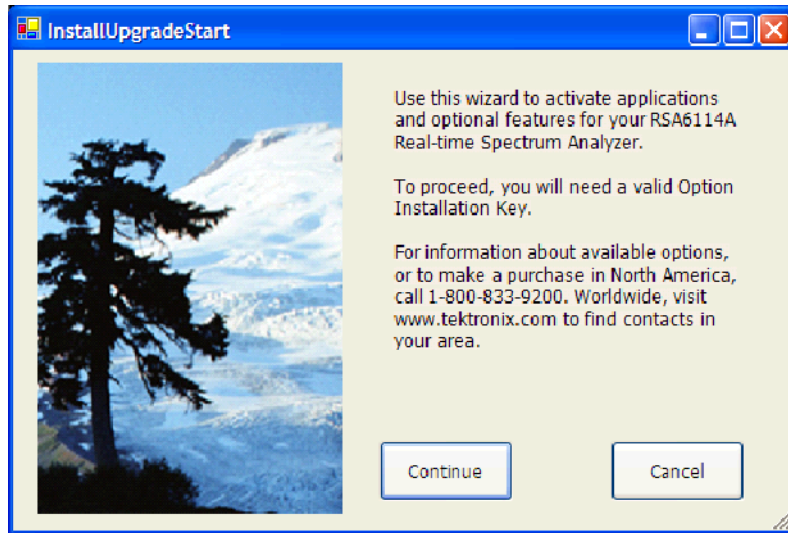 InstallUpgradeStart
Use this wizard to activate applications
and optional features for your RSA6114A
Real-time Spectrum Analyzer.
To proceed, you will need a valid Option
Installation Key.
For information about available options,
or to make a purchase in North America,
call 1-800-833-9200. Worldwide, visit
www.tektronix.com to find contacts in
your area.
Continue
Cancel